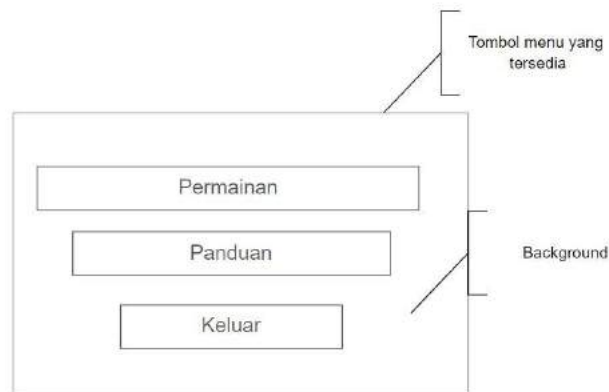 Tombol menu yang
tersedia
Permainan
Panduan
Background
Keluar